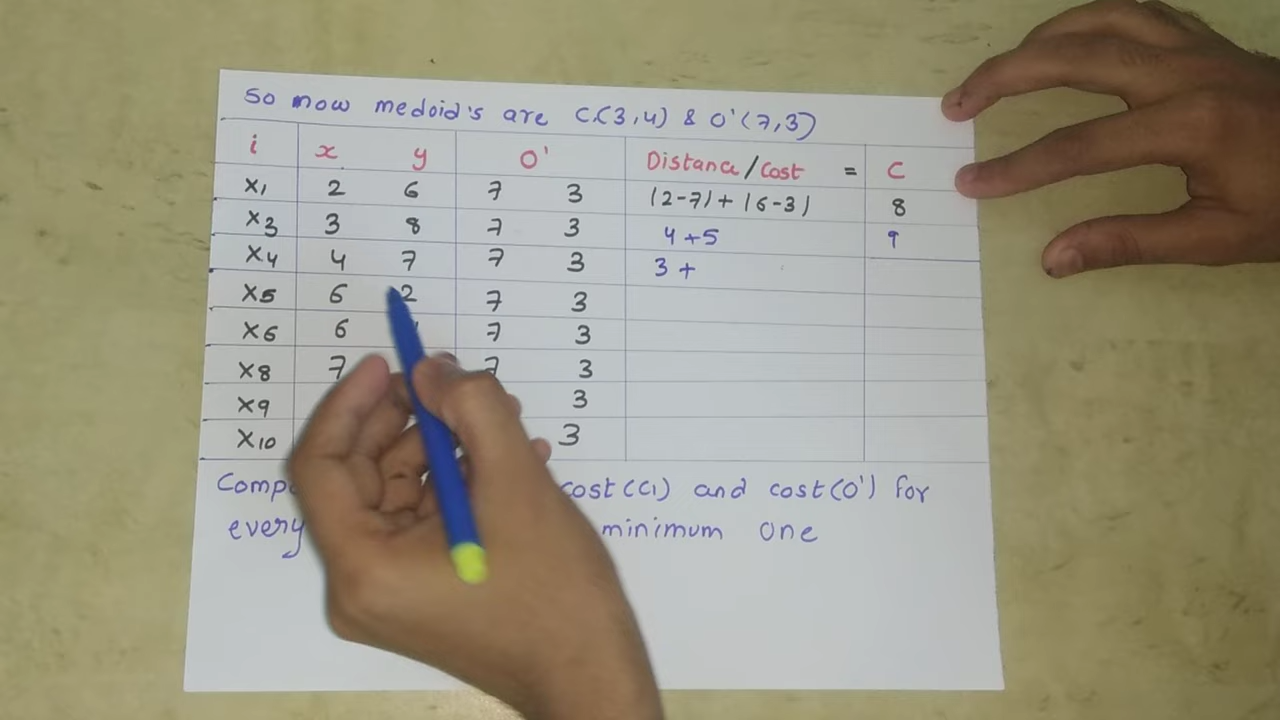 So now medoid's are C1(3,4) & O'(7,3)
i x y O' Distance/Cost = C
X1 2 6 7 3 |2-7|+|6-3| 8
X3 3 8 7 3 4+5 9
X4 4 7 7 3 3+
X5 6 2 7 3
X6 6 7 3
X8 7 7 3
X9 3
X10 3
cost(C1) and cost(O') for
every minimum one